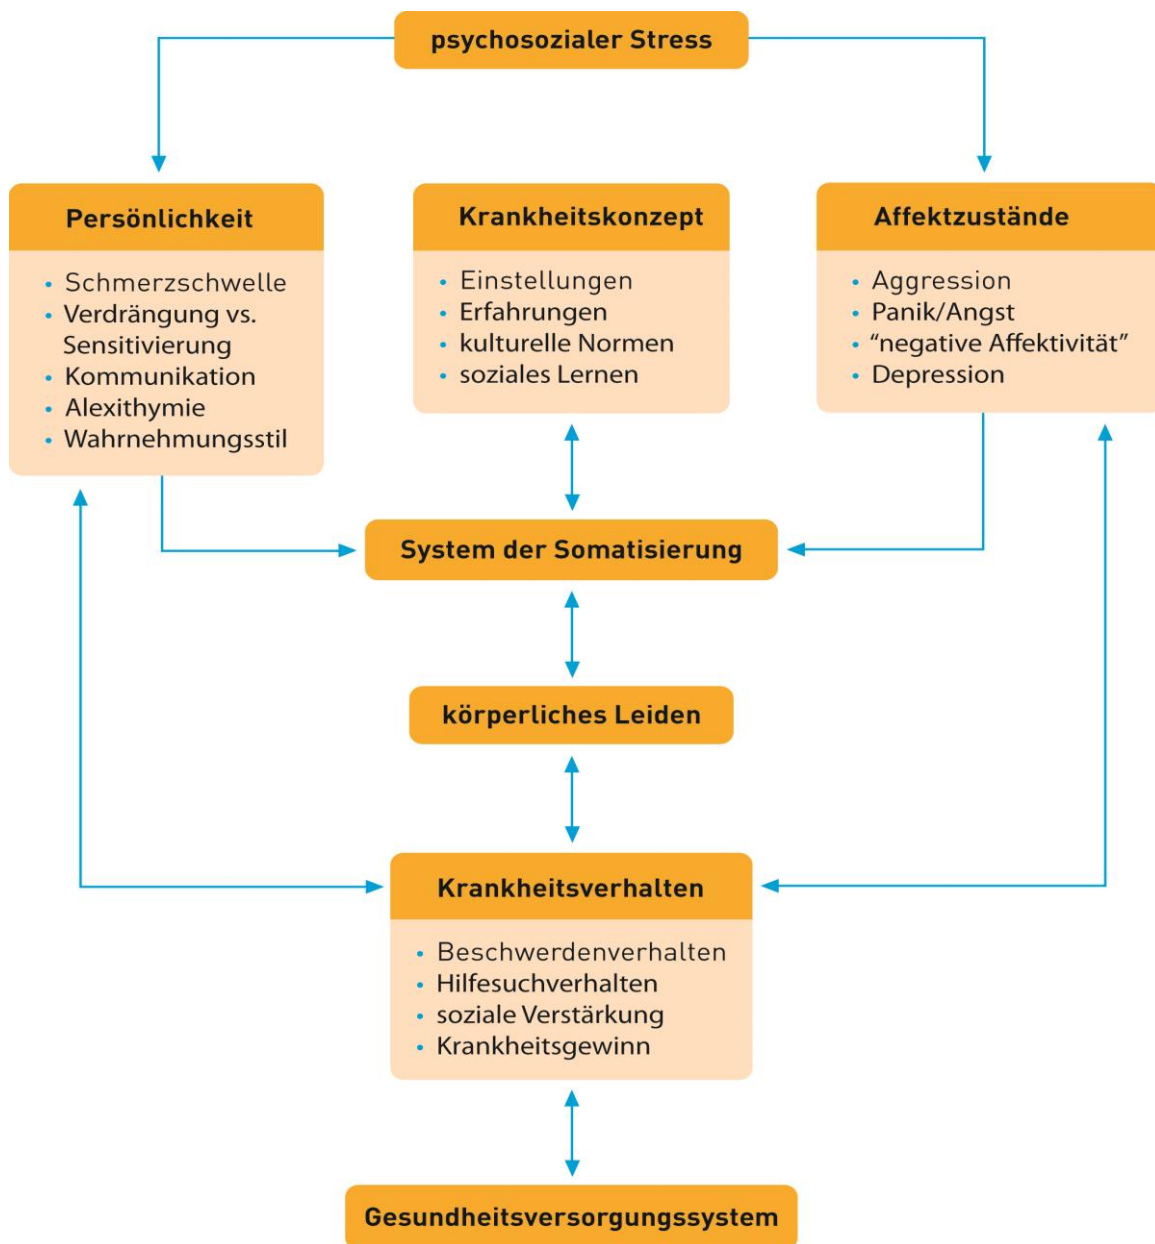 psychosozialer Stress
Persönlichkeit
• Schmerzschwelle
• Verdrängung vs.
Sensitivierung
• Kommunikation
• Alexithymie
• Wahrnehmungsstil
Krankheitskonzept
• Einstellungen
• Erfahrungen
• kulturelle Normen
• soziales Lernen
Affektzustände
• Aggression
• Panik/Angst
• “negative Affektivität”
• Depression
System der Somatisierung
körperliches Leiden
Krankheitsverhalten
• Beschwerdenverhalten
• Hilfesuchverhalten
• soziale Verstärkung
• Krankheitsgewinn
Gesundheitsversorgungssystem